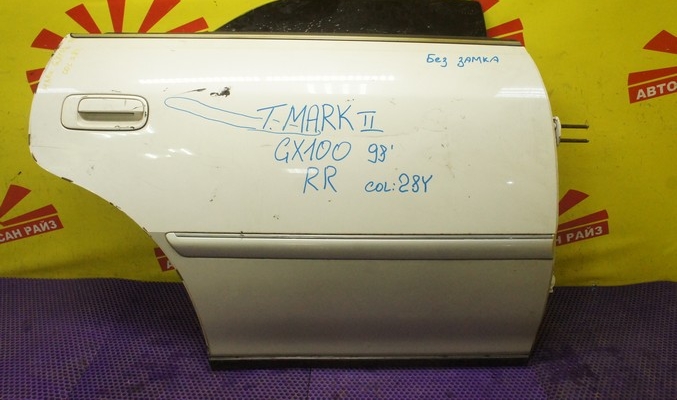 Без замка
T. MARK II
GX100 98'
RR COL: 28Y
АВТО
САН РАЙЗ